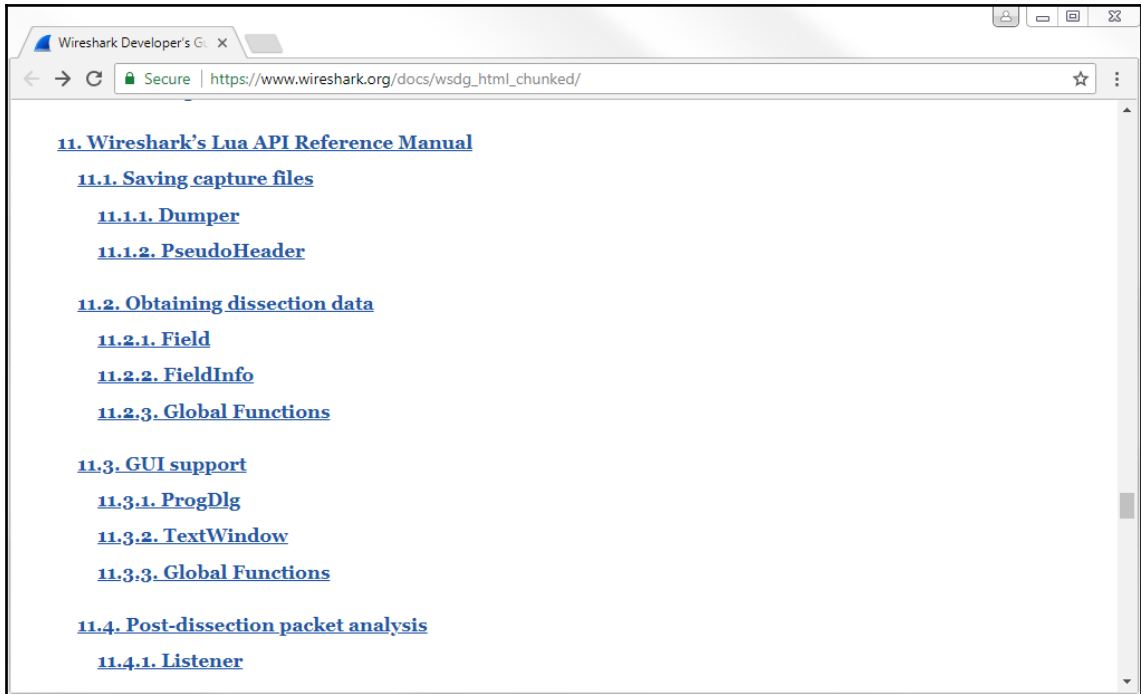 Wireshark Developer's Gu
Secure | https://www.wireshark.org/docs/wsdg_html_chunked/
11. Wireshark’s Lua API Reference Manual
11.1. Saving capture files
11.1.1. Dumper
11.1.2. PseudoHeader
11.2. Obtaining dissection data
11.2.1. Field
11.2.2. FieldInfo
11.2.3. Global Functions
11.3. GUI support
11.3.1. ProgDlg
11.3.2. TextWindow
11.3.3. Global Functions
11.4. Post-dissection packet analysis
11.4.1. Listener